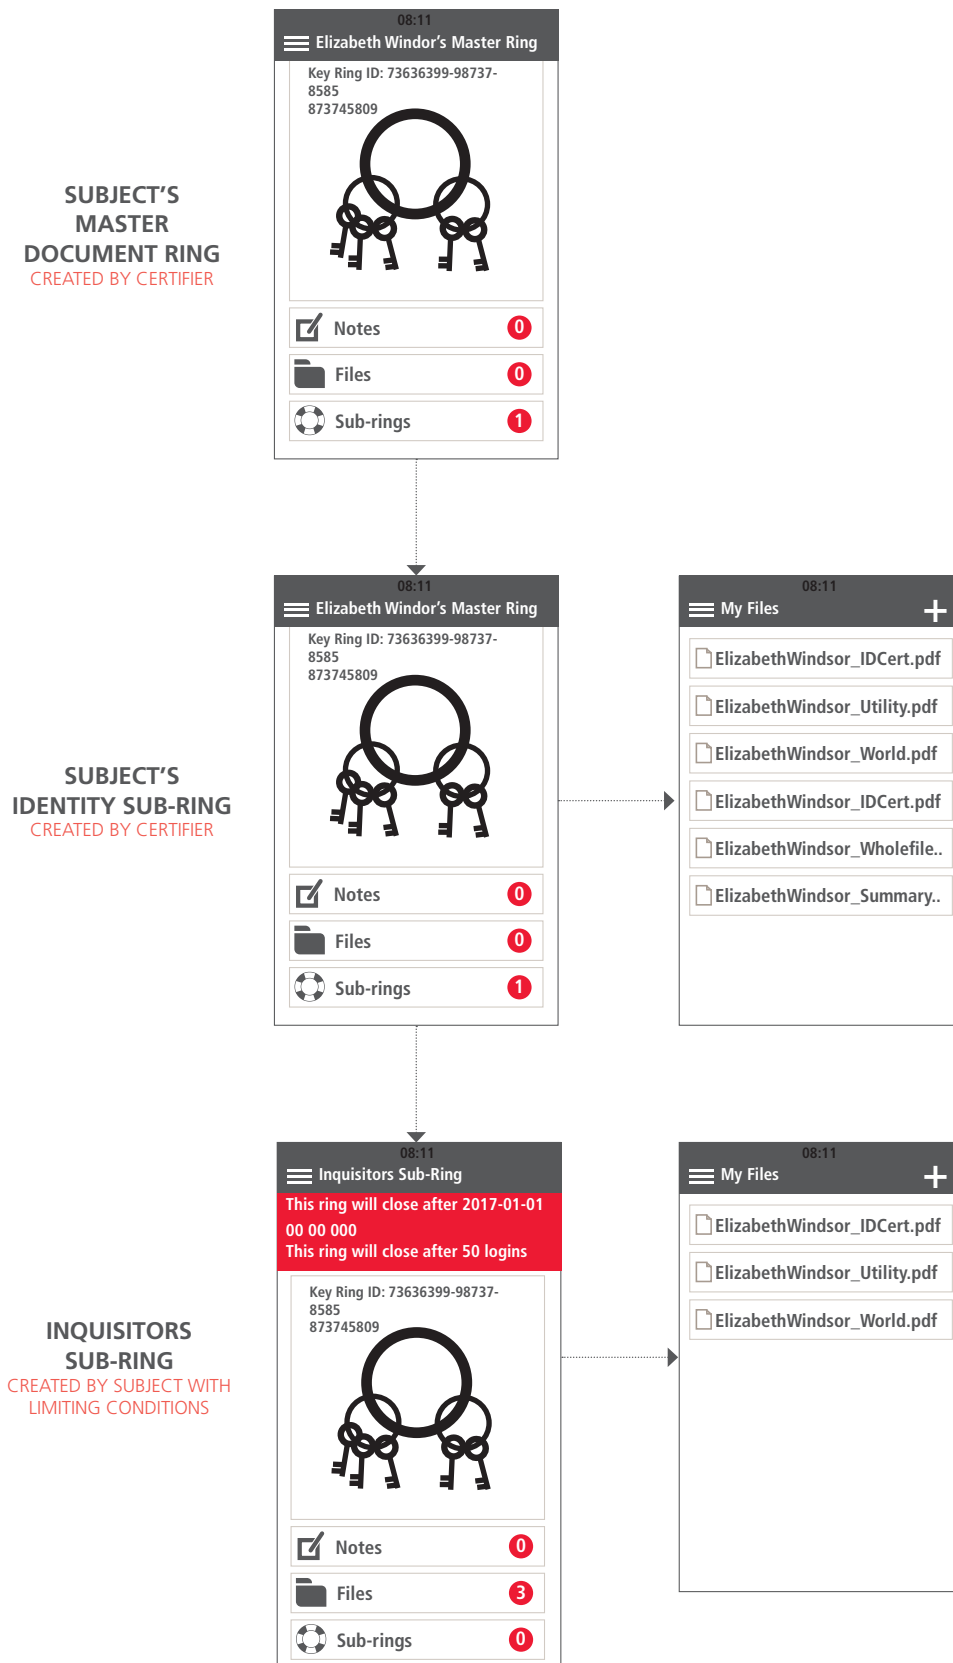 08:11
Elizabeth Windor's Master Ring
Key Ring ID: 73636399-98737-
8585
873745809
SUBJECT'S
MASTER
DOCUMENT RING
CREATED BY CERTIFIER
Notes 0
Files 0
Sub-rings 1
08:11
Elizabeth Windor's Master Ring
Key Ring ID: 73636399-98737-
8585
873745809
SUBJECT'S
IDENTITY SUB-RING
CREATED BY CERTIFIER
Notes 0
Files 0
Sub-rings 1
08:11
My Files
ElizabethWindsor_IDCert.pdf
ElizabethWindsor_Utility.pdf
ElizabethWindsor_World.pdf
ElizabethWindsor_IDCert.pdf
ElizabethWindsor_Wholefile..
ElizabethWindsor_Summary..
08:11
Inquisitors Sub-Ring
This ring will close after 2017-01-01
00 00 000
This ring will close after 50 logins
Key Ring ID: 73636399-98737-
8585
873745809
INQUISITORS
SUB-RING
CREATED BY SUBJECT WITH
LIMITING CONDITIONS
Notes 0
Files 3
Sub-rings 0
08:11
My Files
ElizabethWindsor_IDCert.pdf
ElizabethWindsor_Utility.pdf
ElizabethWindsor_World.pdf